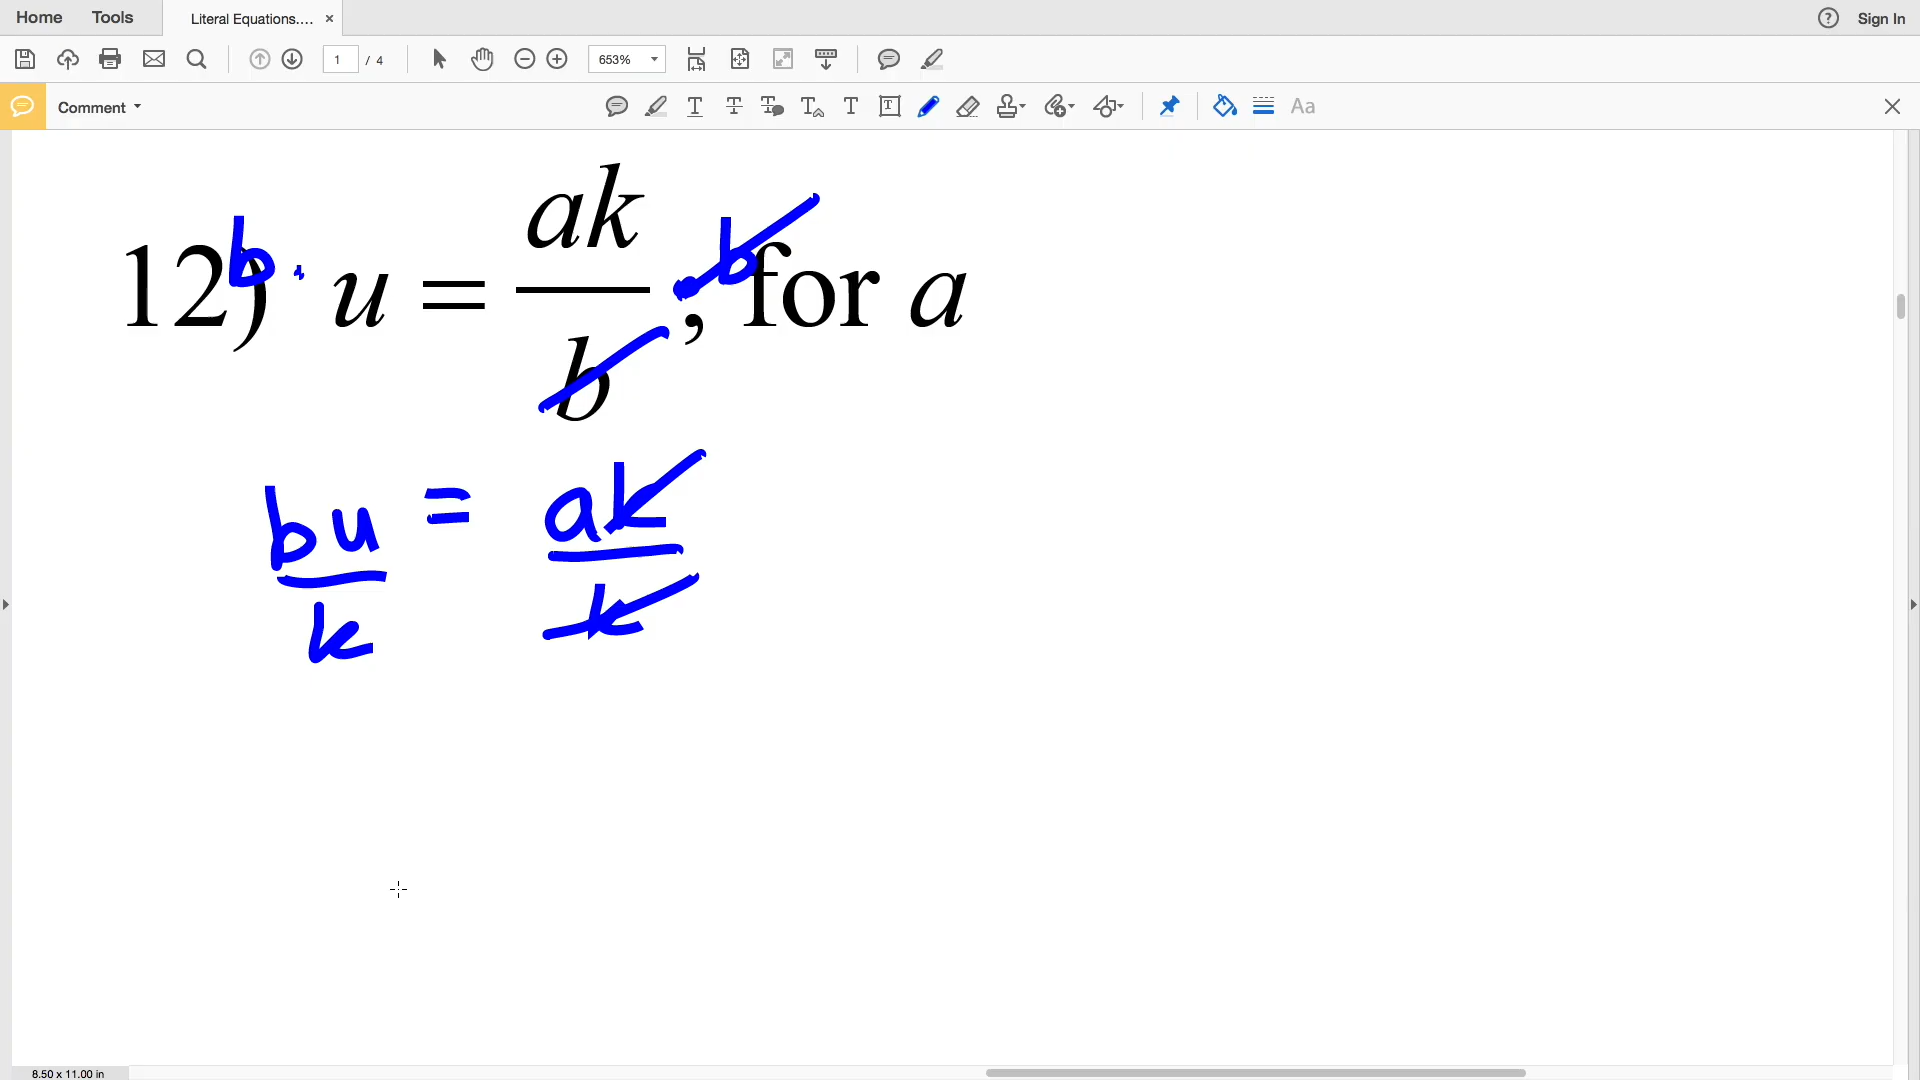 Home Tools Literal Equations.... × ? Sign In
1 / 4 653%
Comment T T T T T T Aa
ak
12) b · u = — , · b for a
b
bu = ak
k k
8.50 x 11.00 in